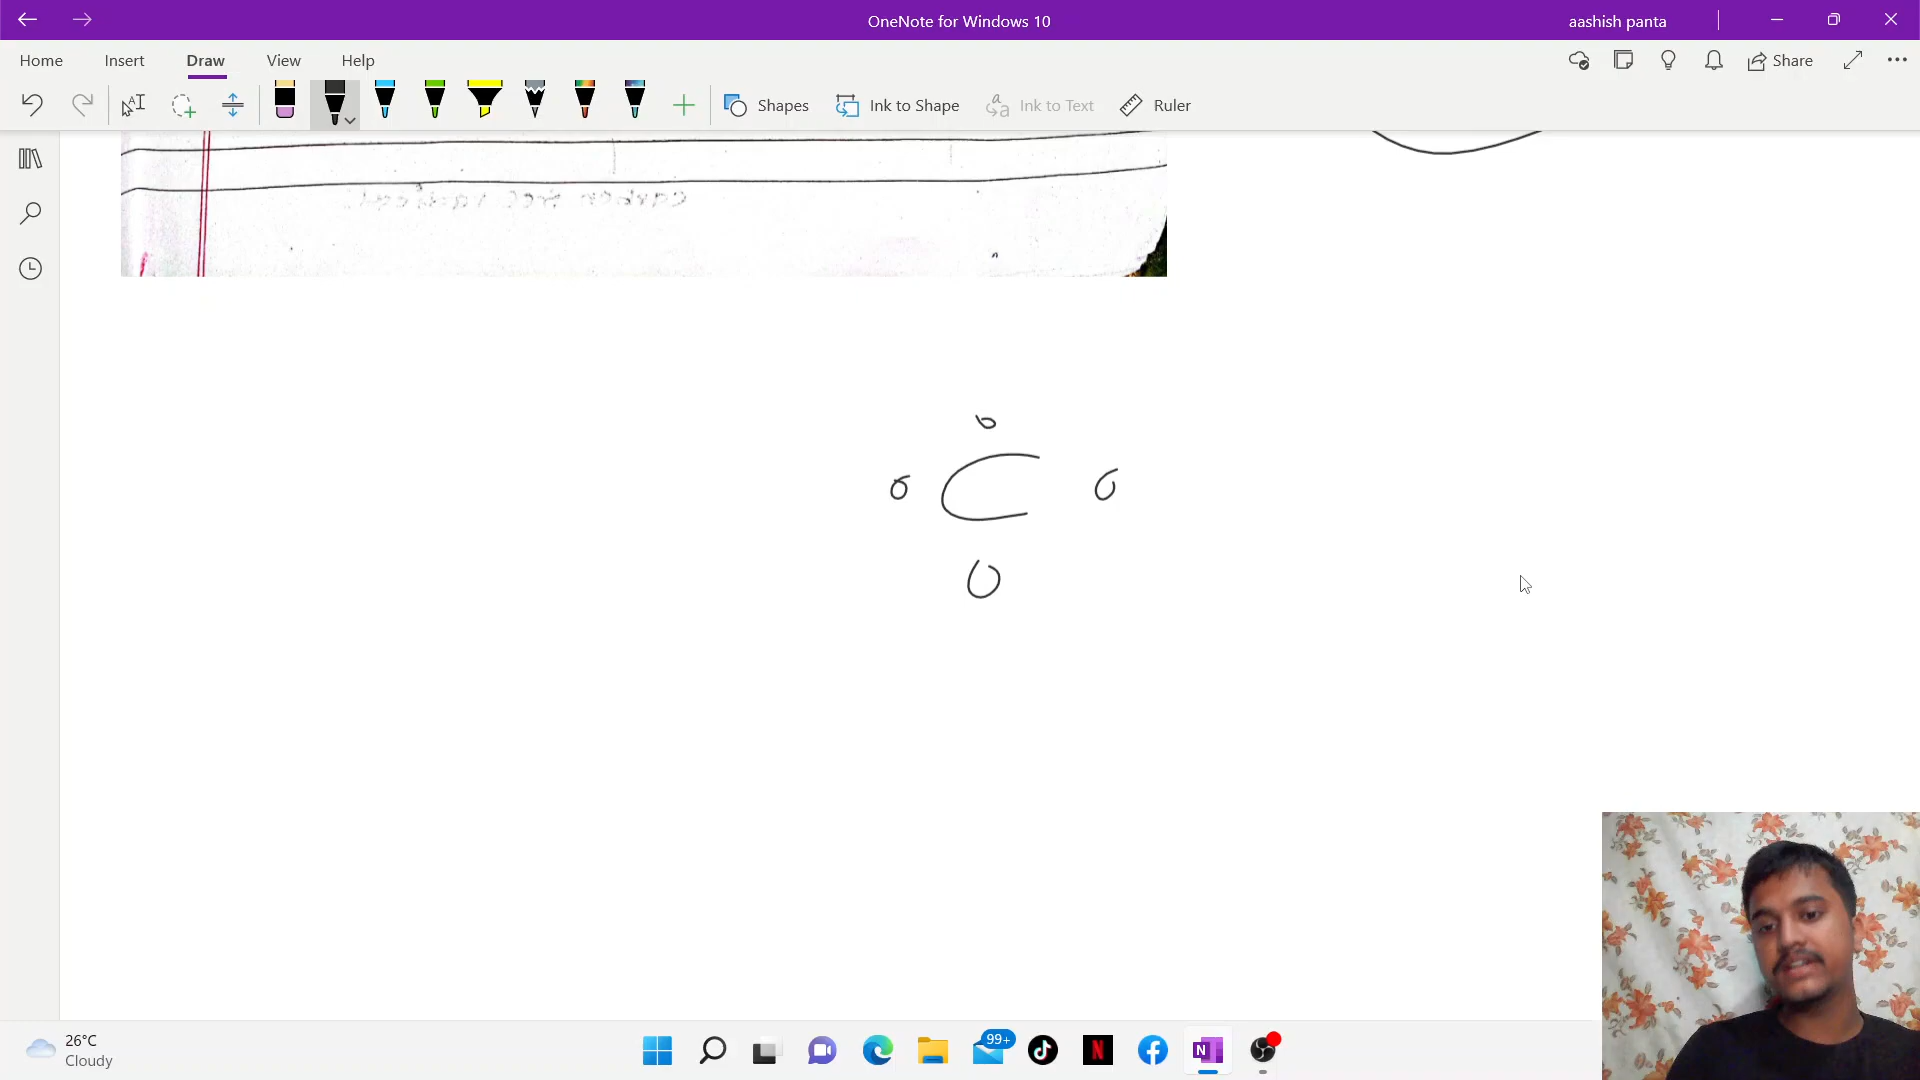 OneNote for Windows 10
aashish panta
Home Insert Draw View Help
Share
Shapes Ink to Shape Ink to Text Ruler
o
o C o
o
26°C
Cloudy
99+